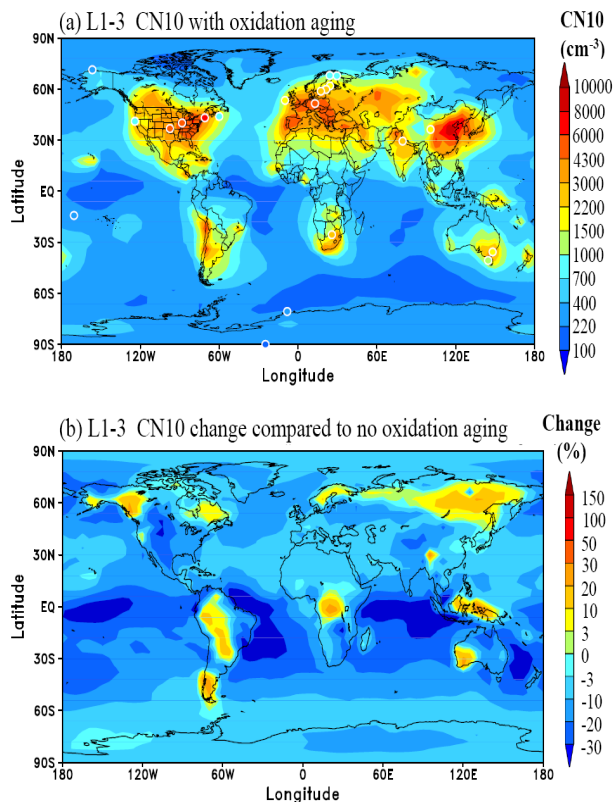 (a) L1-3 CN10 with oxidation aging
CN10
(cm-3)
90N
60N
30N
EQ
30S
60S
90S
Latitude
180
120W
60W
0
60E
120E
180
Longitude
10000
8000
6000
4300
3000
2200
1500
1000
700
400
220
100
(b) L1-3 CN10 change compared to no oxidation aging
Change
(%)
90N
60N
30N
EQ
30S
60S
90S
Latitude
180
120W
60W
0
60E
120E
180
Longitude
150
100
50
30
20
10
3
0
-3
-10
-20
-30